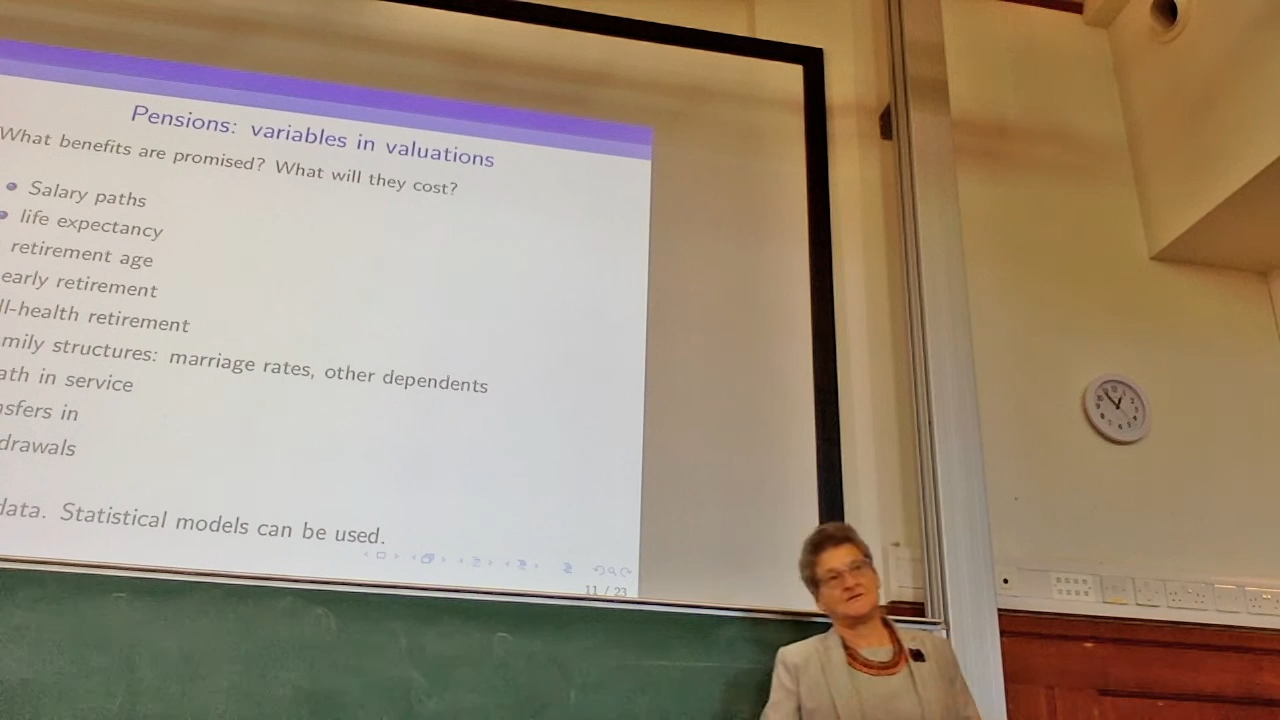 Pensions: variables in valuations
What benefits are promised? What will they cost?
Salary paths
life expectancy
retirement age
early retirement
ll-health retirement
mily structures: marriage rates, other dependents
ath in service
nsfers in
drawals
data. Statistical models can be used.
11 / 23